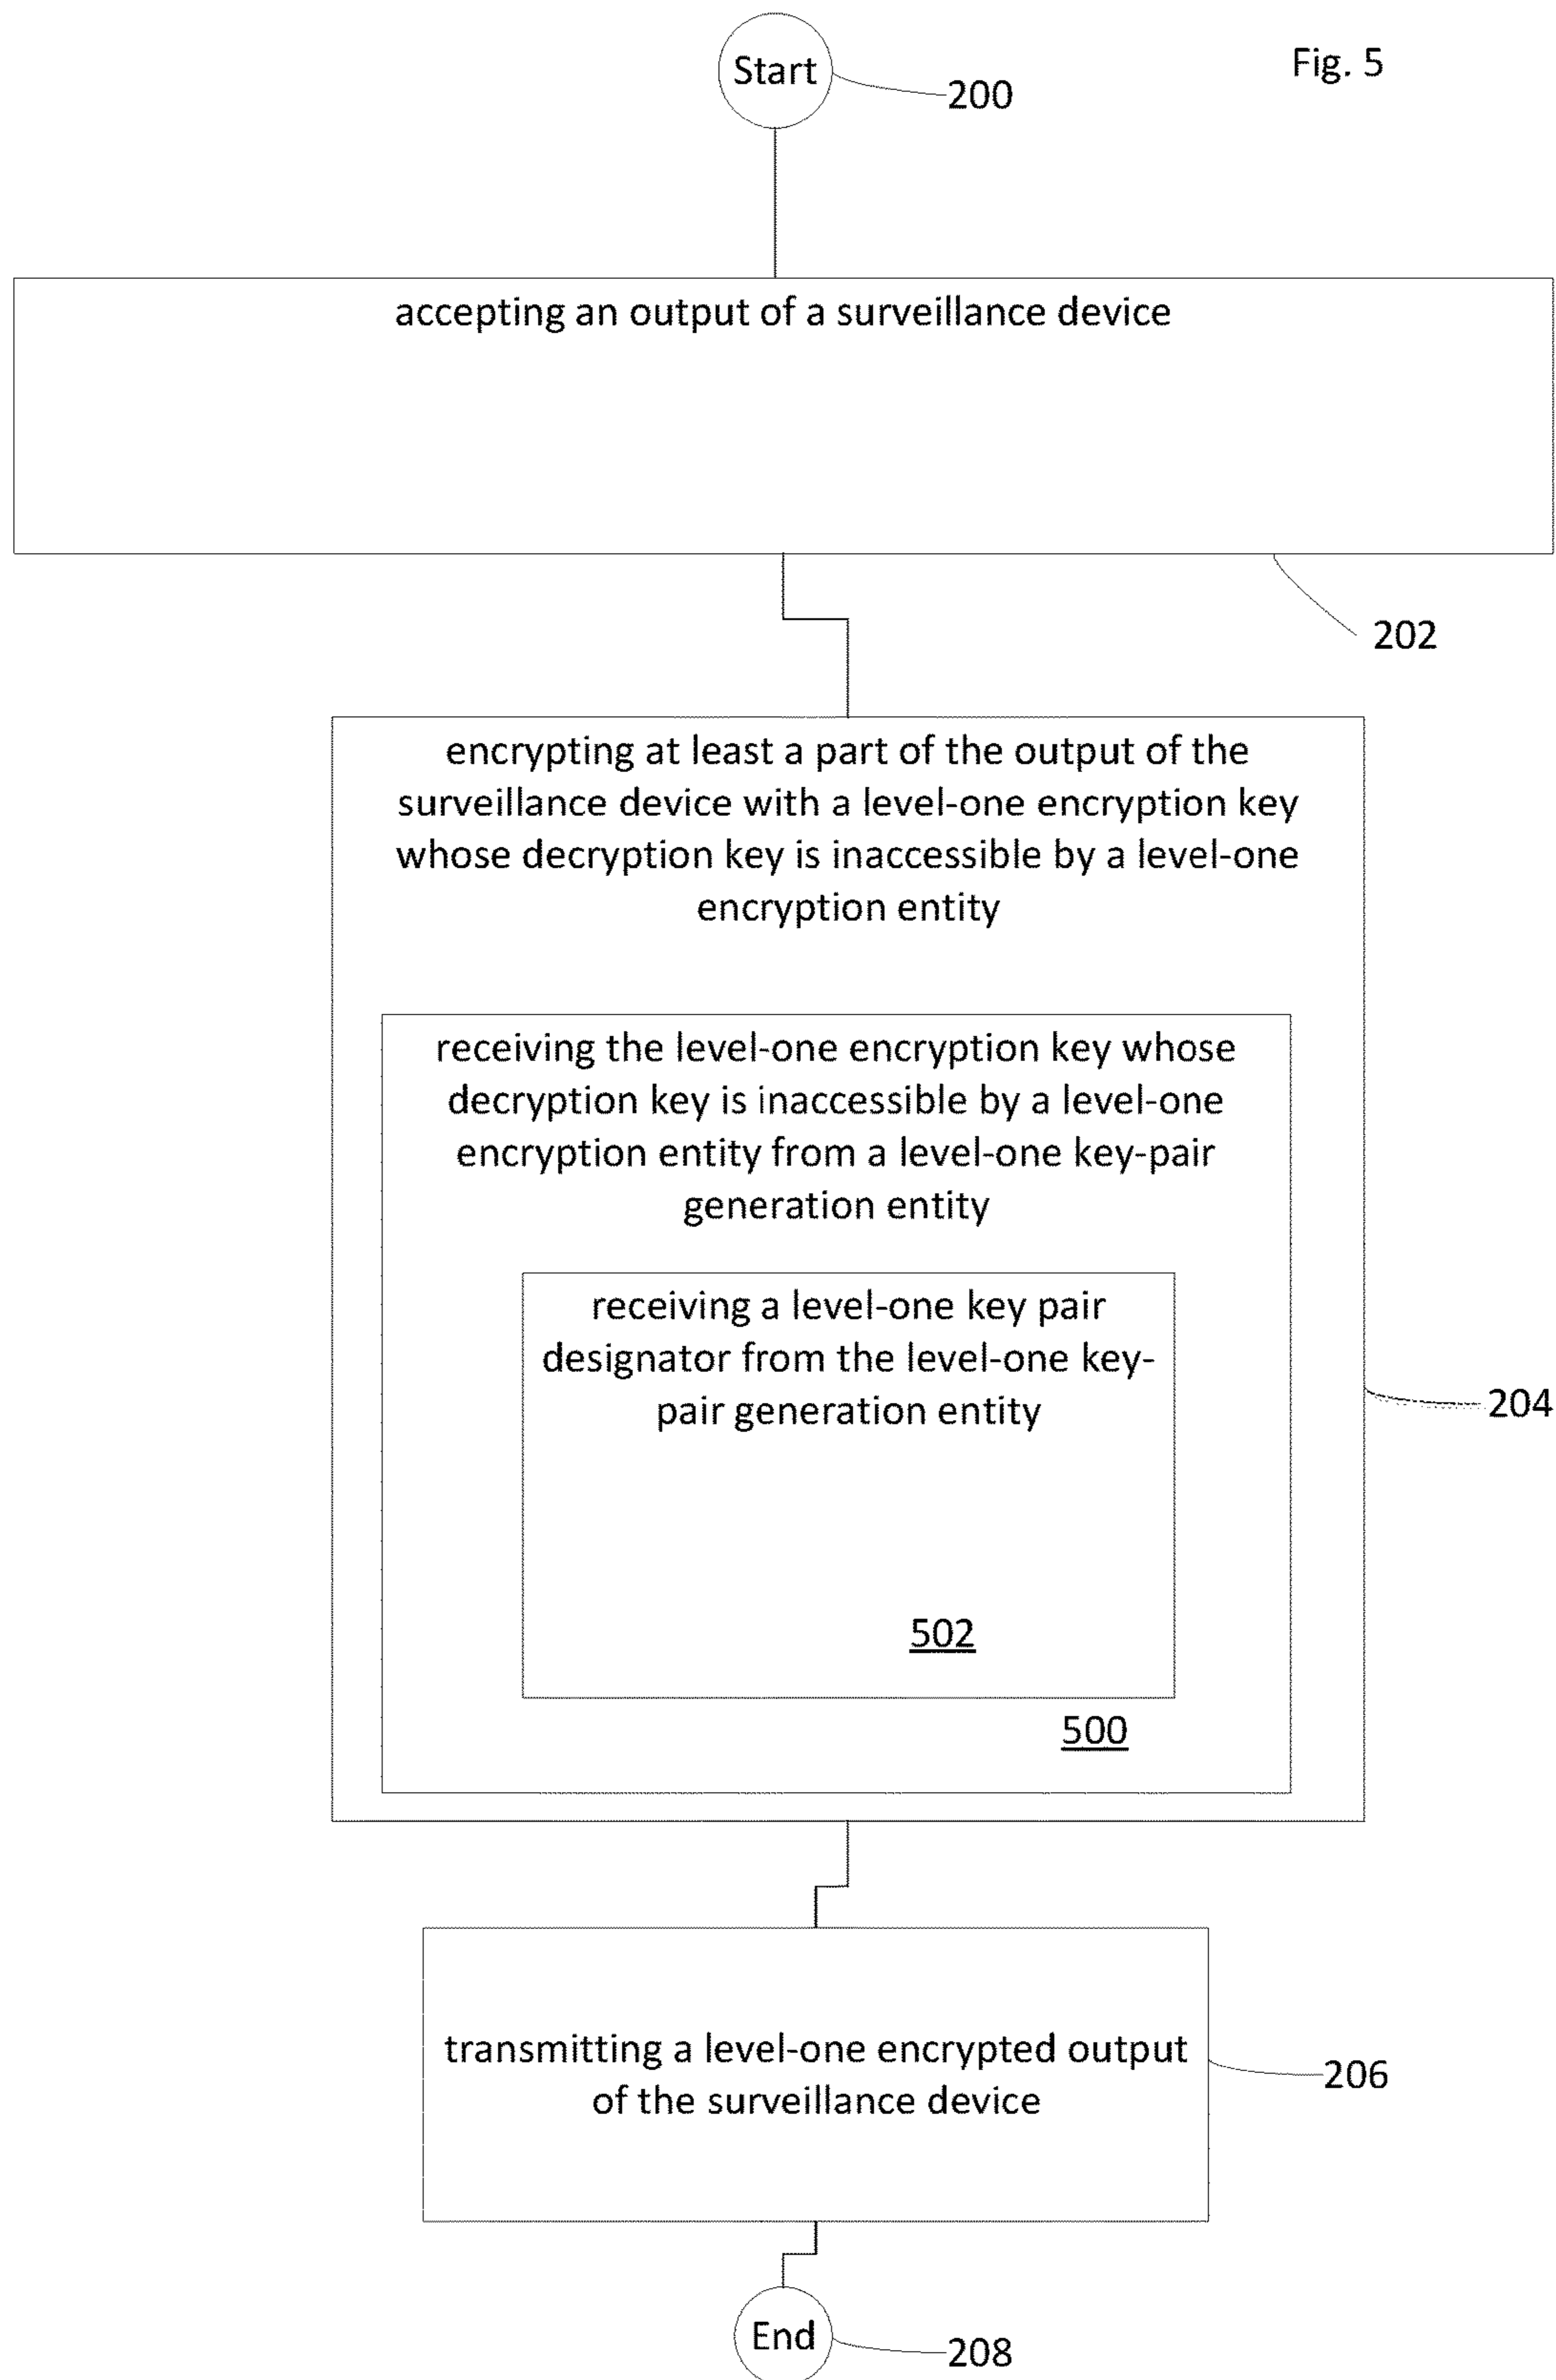 Start
200
Fig. 5
accepting an output of a surveillance device
202
encrypting at least a part of the output of the
surveillance device with a level-one encryption key
whose decryption key is inaccessible by a level-one
encryption entity
receiving the level-one encryption key whose
decryption key is inaccessible by a level-one
encryption entity from a level-one key-pair
generation entity
receiving a level-one key pair
designator from the level-one key-
pair generation entity
204
502
500
transmitting a level-one encrypted output
of the surveillance device
206
End
208